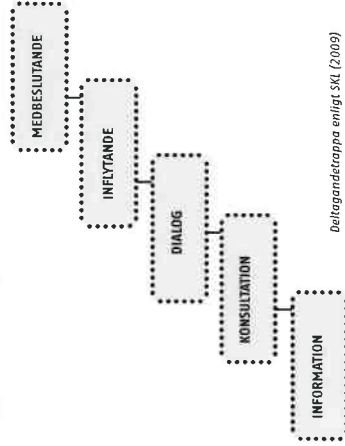 MEDBESLUTANDE
INFLYTANDE
DIALOG
KONSULTATION
INFORMATION
Deltagandetrappa enligt SKL (2009)